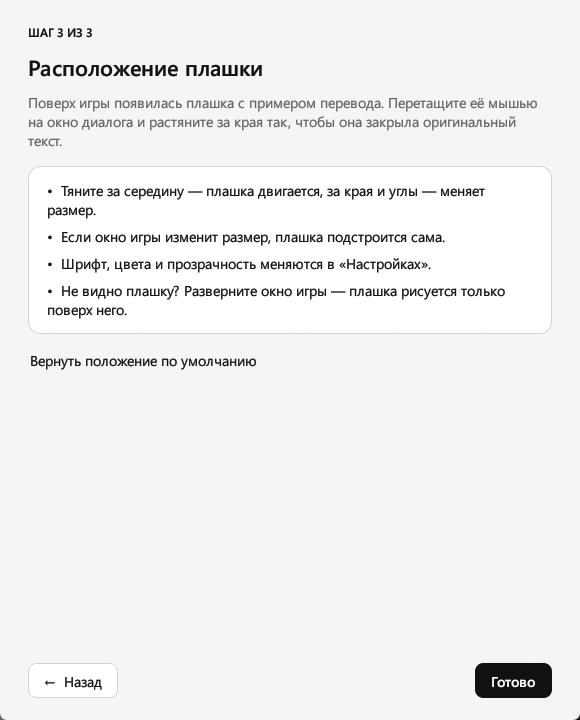 ШАГ 3 ИЗ 3
Расположение плашки
Поверх игры появилась плашка с примером перевода. Перетащите её мышью
на окно диалога и растяните за края так, чтобы она закрыла оригинальный
текст.
• Тяните за середину — плашка двигается, за края и углы — меняет
размер.
• Если окно игры изменит размер, плашка подстроится сама.
• Шрифт, цвета и прозрачность меняются в «Настройках».
• Не видно плашку? Разверните окно игры — плашка рисуется только
поверх него.
Вернуть положение по умолчанию
← Назад
Готово